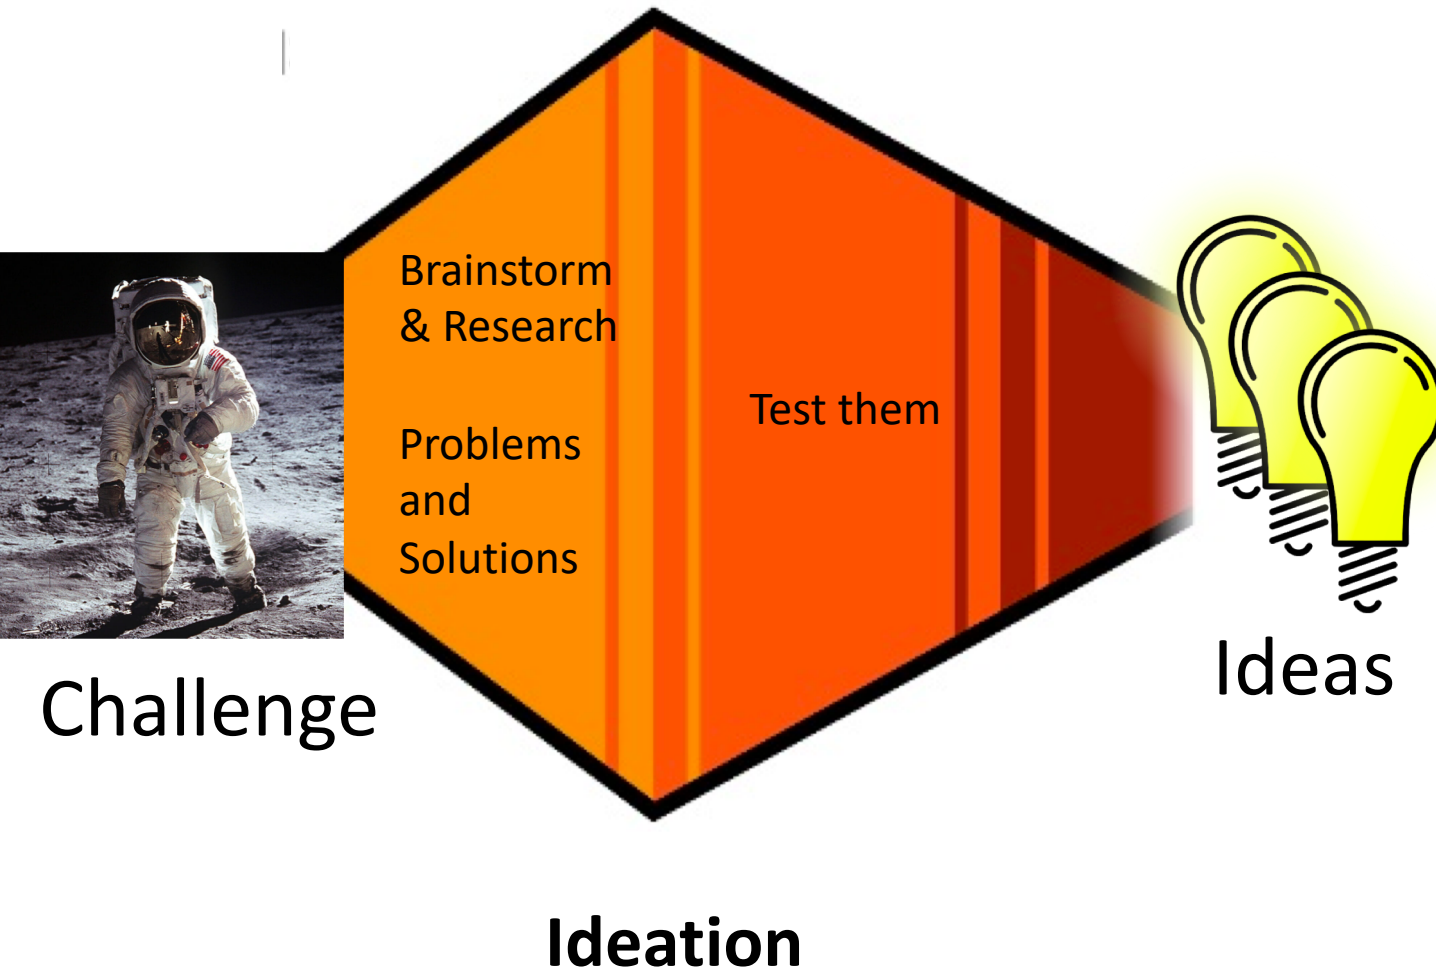 Brainstorm
& Research
Problems
and
Solutions
Test them
Challenge
Ideas
Ideation